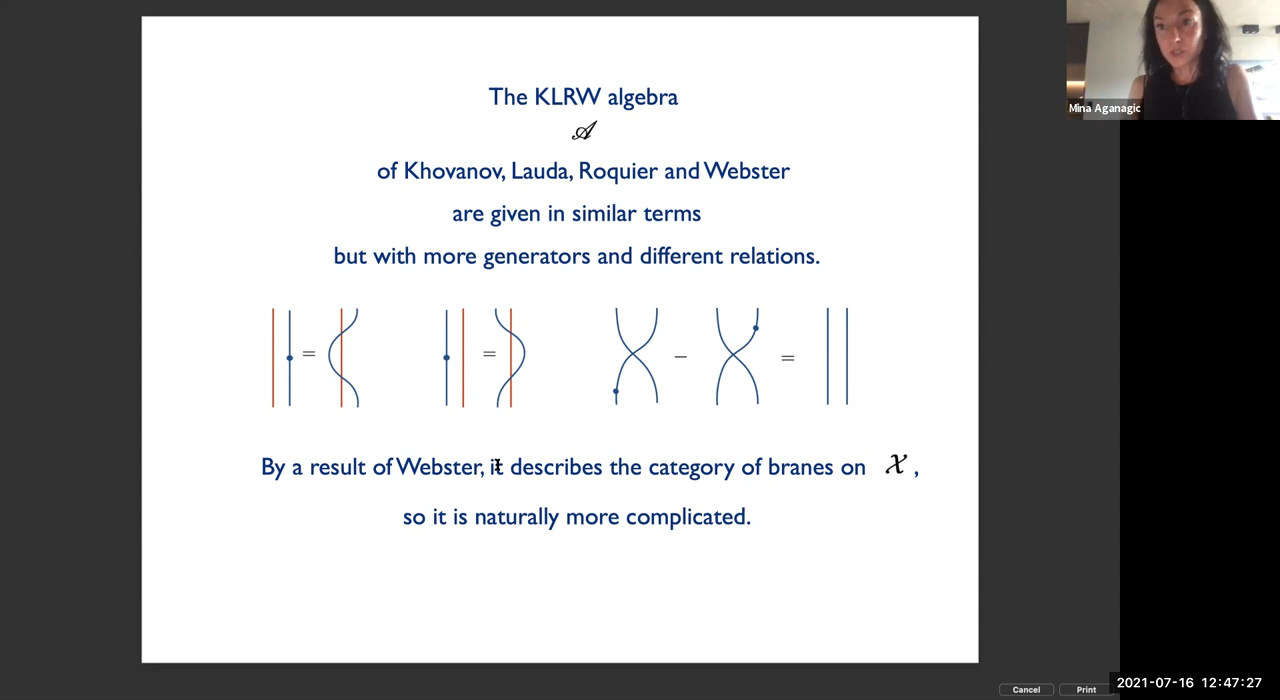 The KLRW algebra
𝒜
of Khovanov, Lauda, Roquier and Webster
are given in similar terms
but with more generators and different relations.
= = − =
By a result of Webster, it describes the category of branes on 𝒳 ,
so it is naturally more complicated.
Mina Aganagic
Cancel Print
2021-07-16 12:47:27